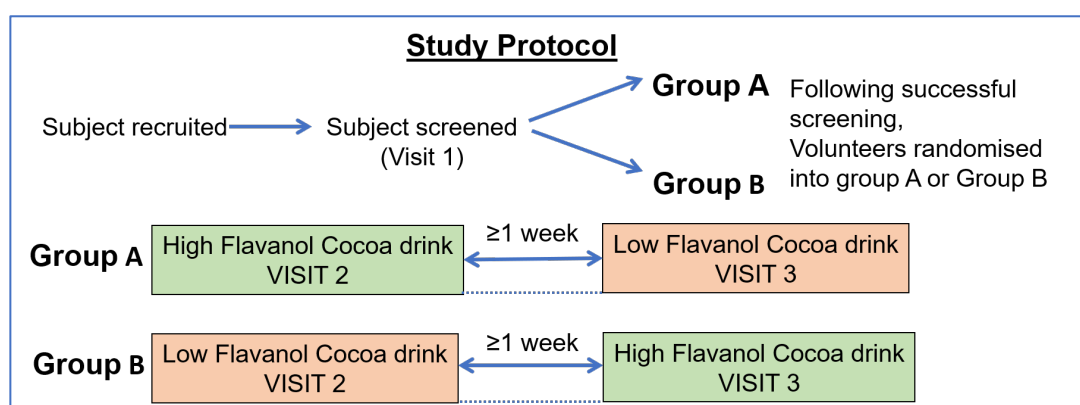 Study Protocol
Group A
Following successful
screening,
Volunteers randomised
into group A or Group B
Subject recruited
Subject screened
(Visit 1)
Group B
Group A
High Flavanol Cocoa drink
VISIT 2
≥1 week
Low Flavanol Cocoa drink
VISIT 3
Group B
Low Flavanol Cocoa drink
VISIT 2
≥1 week
High Flavanol Cocoa drink
VISIT 3